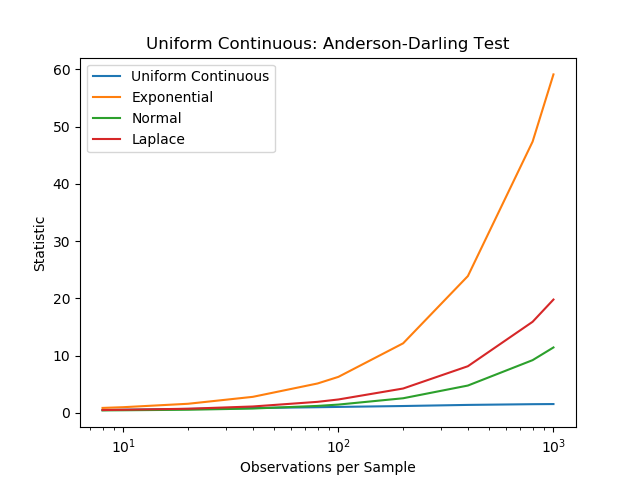 Uniform Continuous: Anderson-Darling Test
Uniform Continuous
Exponential
Normal
Laplace
Statistic
60
50
40
30
20
10
0
10¹ 10² 10³
Observations per Sample